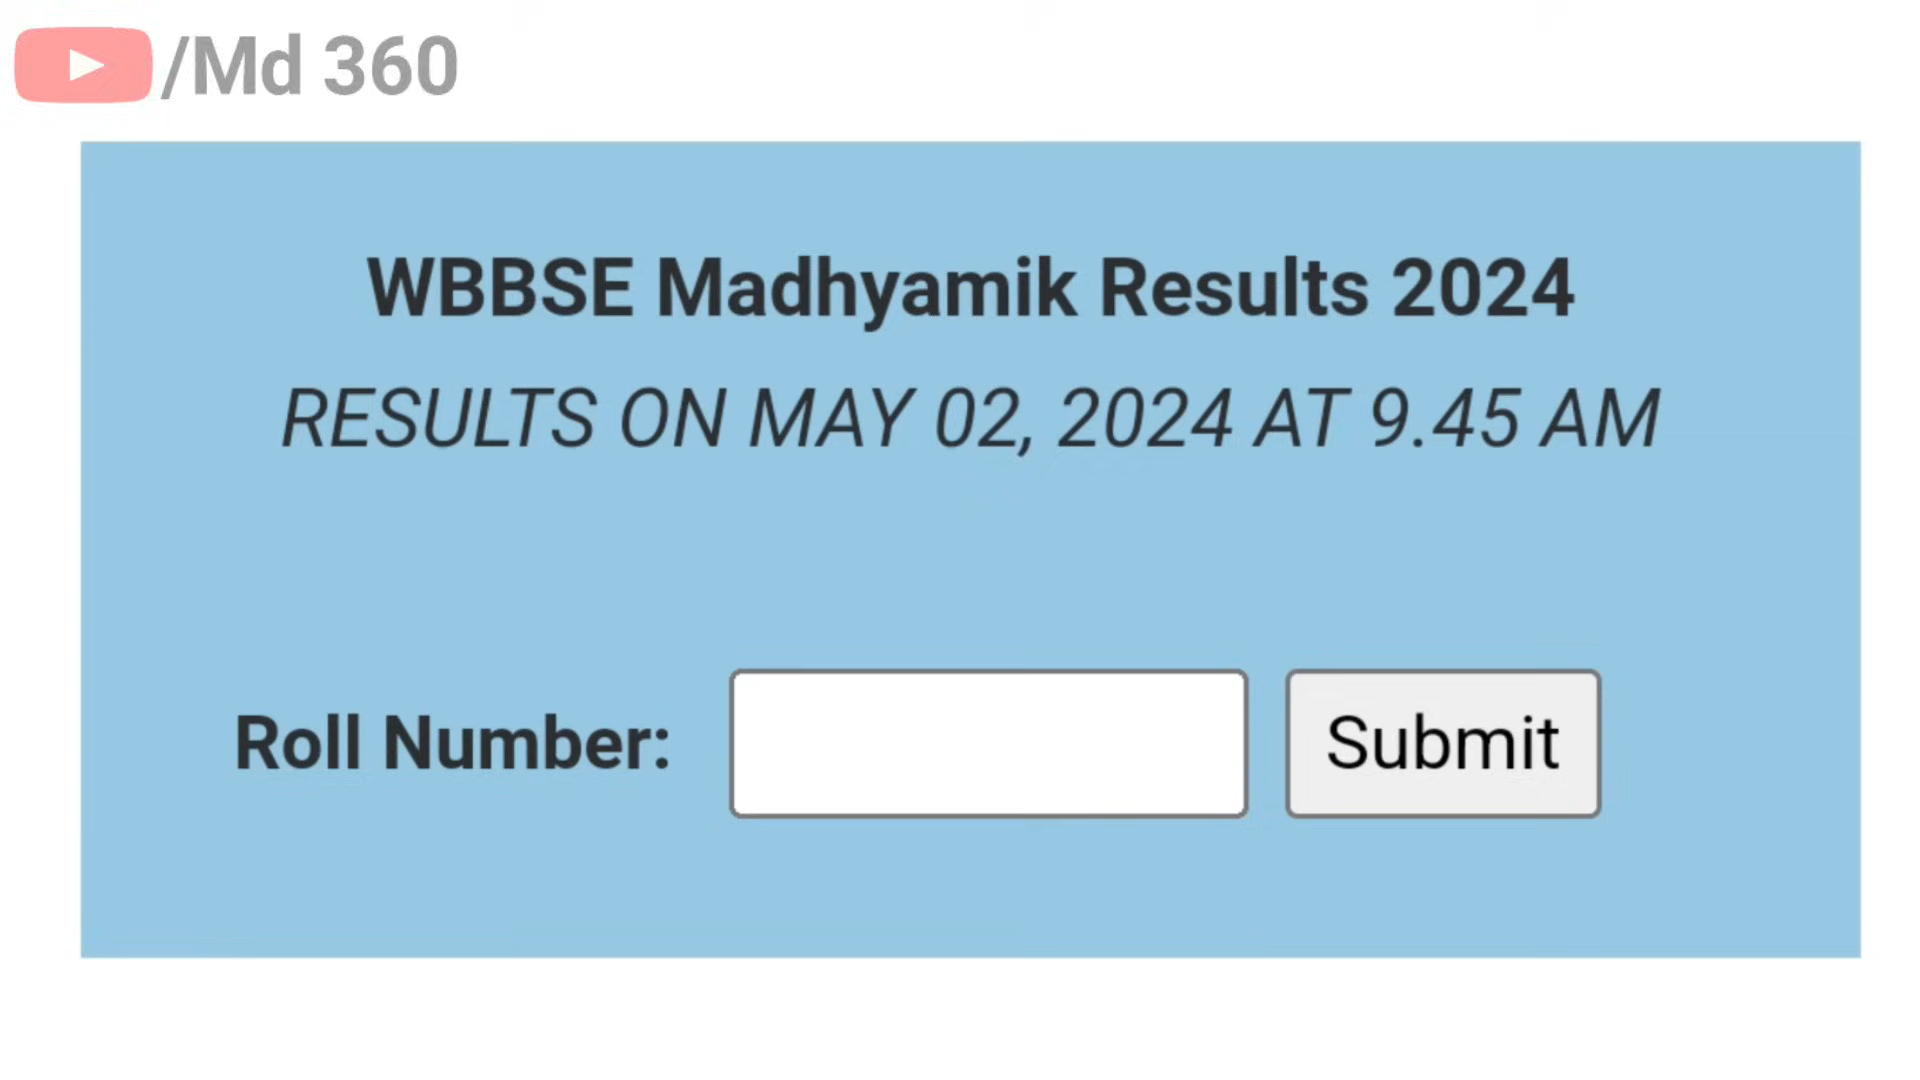 /Md 360
WBBSE Madhyamik Results 2024
RESULTS ON MAY 02, 2024 AT 9.45 AM
Roll Number: Submit